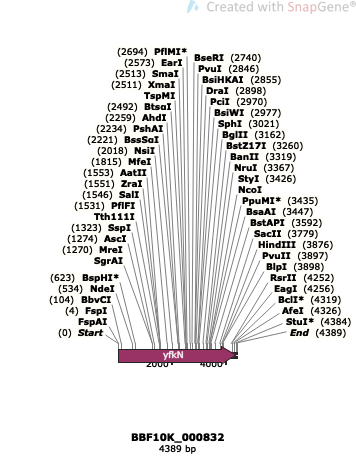 Created with SnapGene®
(2694) PflMI*
(2573) EarI
(2513) SmaI
(2511) XmaI
TspMI
(2492) BtsαI
(2259) AhdI
(2234) PshAI
(2221) BssSαI
(2018) NsiI
(1815) MfeI
(1553) AatII
(1551) ZraI
(1546) SalI
(1531) PflFI
Tth111I
(1323) SspI
(1274) AscI
(1270) MreI
SgrAI
(623) BspHI*
(534) NdeI
(104) BbvCI
(4) FspI
FspAI
(0) Start
BseRI (2740)
PvuI (2846)
BsiHKAI (2855)
DraI (2898)
PciI (2970)
BsiWI (2977)
SphI (3021)
BglII (3162)
BstZ17I (3260)
BanII (3319)
NruI (3367)
StyI (3426)
NcoI
PpuMI* (3435)
BsaAI (3447)
BstAPI (3592)
SacII (3779)
HindIII (3876)
PvuII (3897)
BlpI (3898)
RsrII (4252)
EagI (4256)
BclI* (4319)
AfeI (4326)
StuI* (4384)
End (4389)
yfkN
2000
4000
BBF10K_000832
4389 bp